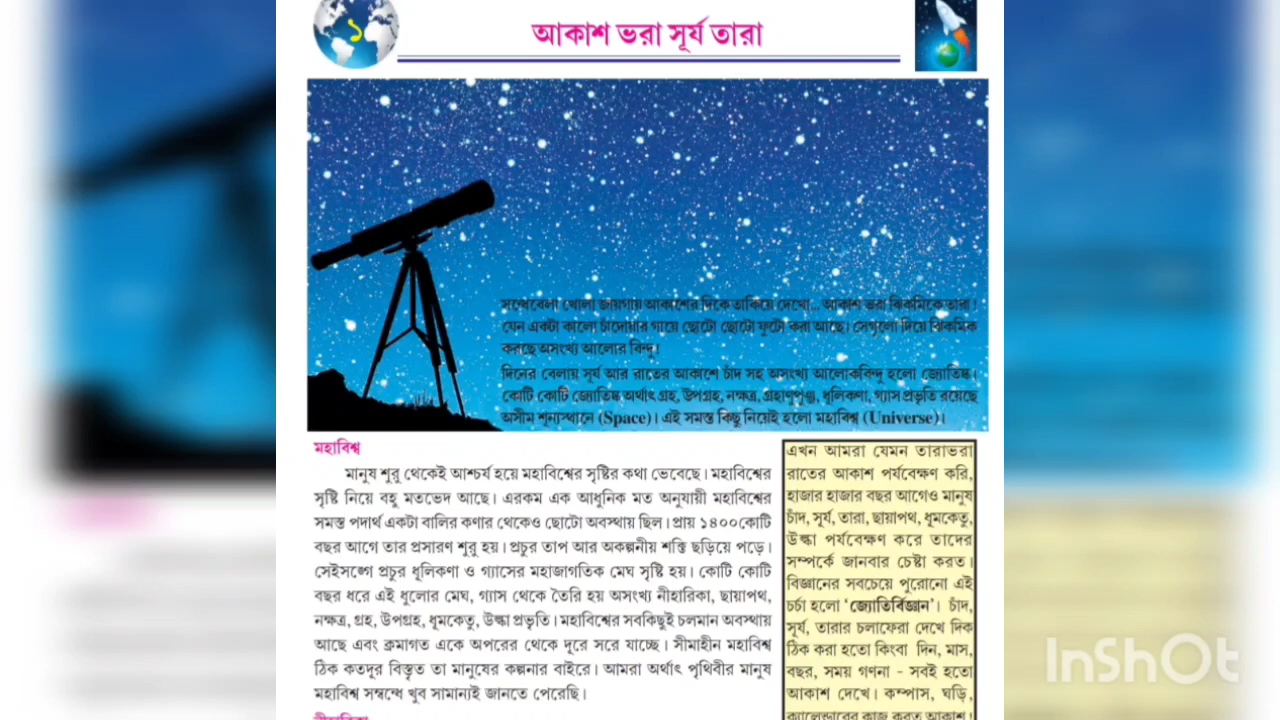 ১
আকাশ ভরা সূর্য তারা
সন্ধেবেলা খোলা জায়গায় আকাশের দিকে তাকিয়ে দেখো... আকাশ ভরা ঝিকমিকে তারা!
যেন একটা কালো চাঁদোয়ার গায়ে ছোটো ছোটো ফুটো করা আছে। সেগুলো দিয়ে ঝিকমিক
করছে অসংখ্য আলোর বিন্দু!
দিনের বেলায় সূর্য আর রাতের আকাশে চাঁদ সহ অসংখ্য আলোকবিন্দু হলো জ্যোতিষ্ক।
কোটি কোটি জ্যোতিষ্ক অর্থাৎ গ্রহ, উপগ্রহ, নক্ষত্র, গ্রহাণুপুঞ্জ, ধূলিকণা, গ্যাস প্রভৃতি রয়েছে
অসীম শূন্যস্থানে (Space)। এই সমস্ত কিছু নিয়েই হলো মহাবিশ্ব (Universe)।
মহাবিশ্ব
মানুষ শুরু থেকেই আশ্চর্য হয়ে মহাবিশ্বের সৃষ্টির কথা ভেবেছে। মহাবিশ্বের
সৃষ্টি নিয়ে বহু মতভেদ আছে। এরকম এক আধুনিক মত অনুযায়ী মহাবিশ্বের
সমস্ত পদার্থ একটা বালির কণার থেকেও ছোটো অবস্থায় ছিল। প্রায় ১৪০০কোটি
বছর আগে তার প্রসারণ শুরু হয়। প্রচুর তাপ আর অকল্পনীয় শক্তি ছড়িয়ে পড়ে।
সেইসঙ্গে প্রচুর ধূলিকণা ও গ্যাসের মহাজাগতিক মেঘ সৃষ্টি হয়। কোটি কোটি
বছর ধরে এই ধুলোর মেঘ, গ্যাস থেকে তৈরি হয় অসংখ্য নীহারিকা, ছায়াপথ,
নক্ষত্র, গ্রহ, উপগ্রহ, ধূমকেতু, উল্কা প্রভৃতি। মহাবিশ্বের সবকিছুই চলমান অবস্থায়
আছে এবং ক্রমাগত একে অপরের থেকে দূরে সরে যাচ্ছে। সীমাহীন মহাবিশ্ব
ঠিক কতদূর বিস্তৃত তা মানুষের কল্পনার বাইরে। আমরা অর্থাৎ পৃথিবীর মানুষ
মহাবিশ্ব সম্বন্ধে খুব সামান্যই জানতে পেরেছি।
নীহারিকা
এখন আমরা যেমন তারাভরা
রাতের আকাশ পর্যবেক্ষণ করি,
হাজার হাজার বছর আগেও মানুষ
চাঁদ, সূর্য, তারা, ছায়াপথ, ধূমকেতু,
উল্কা পর্যবেক্ষণ করে তাদের
সম্পর্কে জানবার চেষ্টা করত।
বিজ্ঞানের সবচেয়ে পুরোনো এই
চর্চা হলো ‘জ্যোতির্বিজ্ঞান’। চাঁদ,
সূর্য, তারার চলাফেরা দেখে দিক
ঠিক করা হতো কিংবা দিন, মাস,
বছর, সময় গণনা - সবই হতো
আকাশ দেখে। কম্পাস, ঘড়ি,
ক্যালেন্ডারের কাজ করত আকাশ!
InShOt